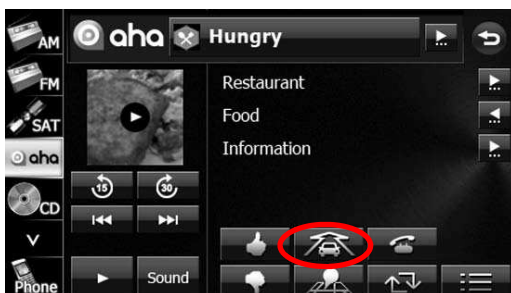 AM
aha
Hungry
FM
Restaurant
SAT
Food
aha
Information
15
30
CD
Phone
Sound